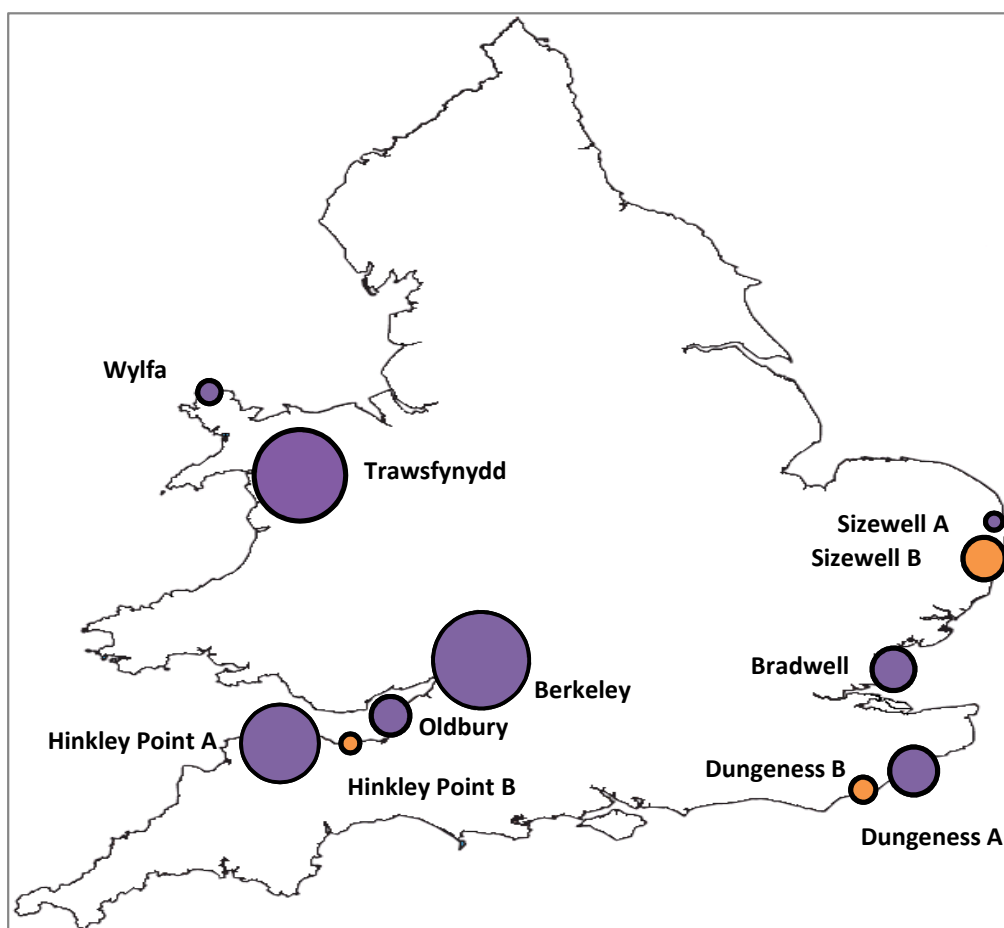 Wylfa
Trawsfynydd
Sizewell A
Sizewell B
Bradwell
Berkeley
Oldbury
Hinkley Point A
Hinkley Point B
Dungeness B
Dungeness A